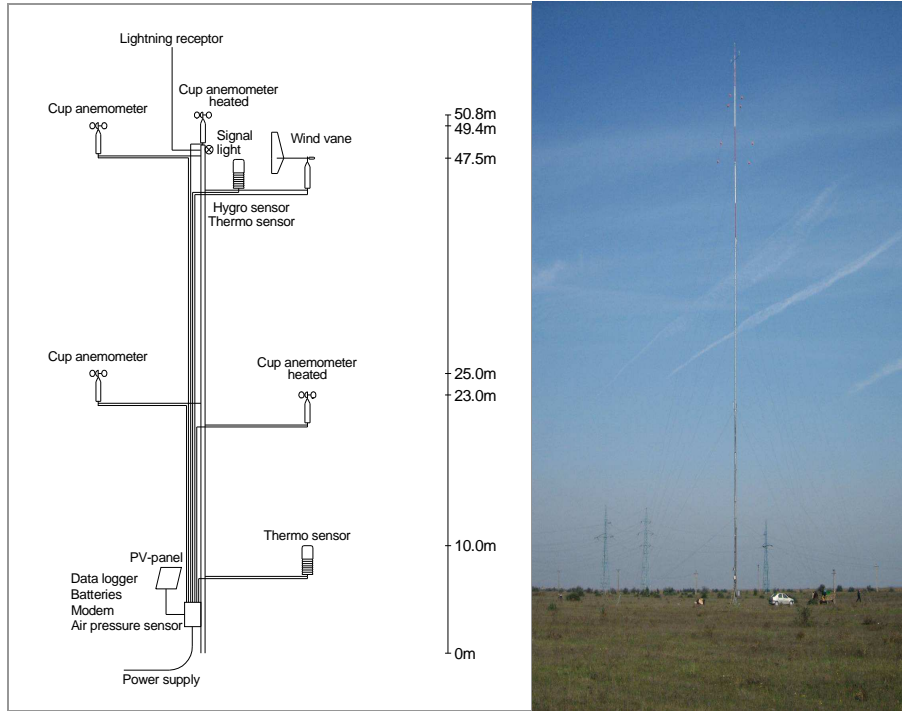 Lightning receptor
Cup anemometer
heated
Cup anemometer
50.8m
49.4m
Signal
light
Wind vane
47.5m
Hygro sensor
Thermo sensor
Cup anemometer
25.0m
Cup anemometer
heated
23.0m
Thermo sensor
10.0m
PV-panel
Data logger
Batteries
Modem
Air pressure sensor
0m
Power supply